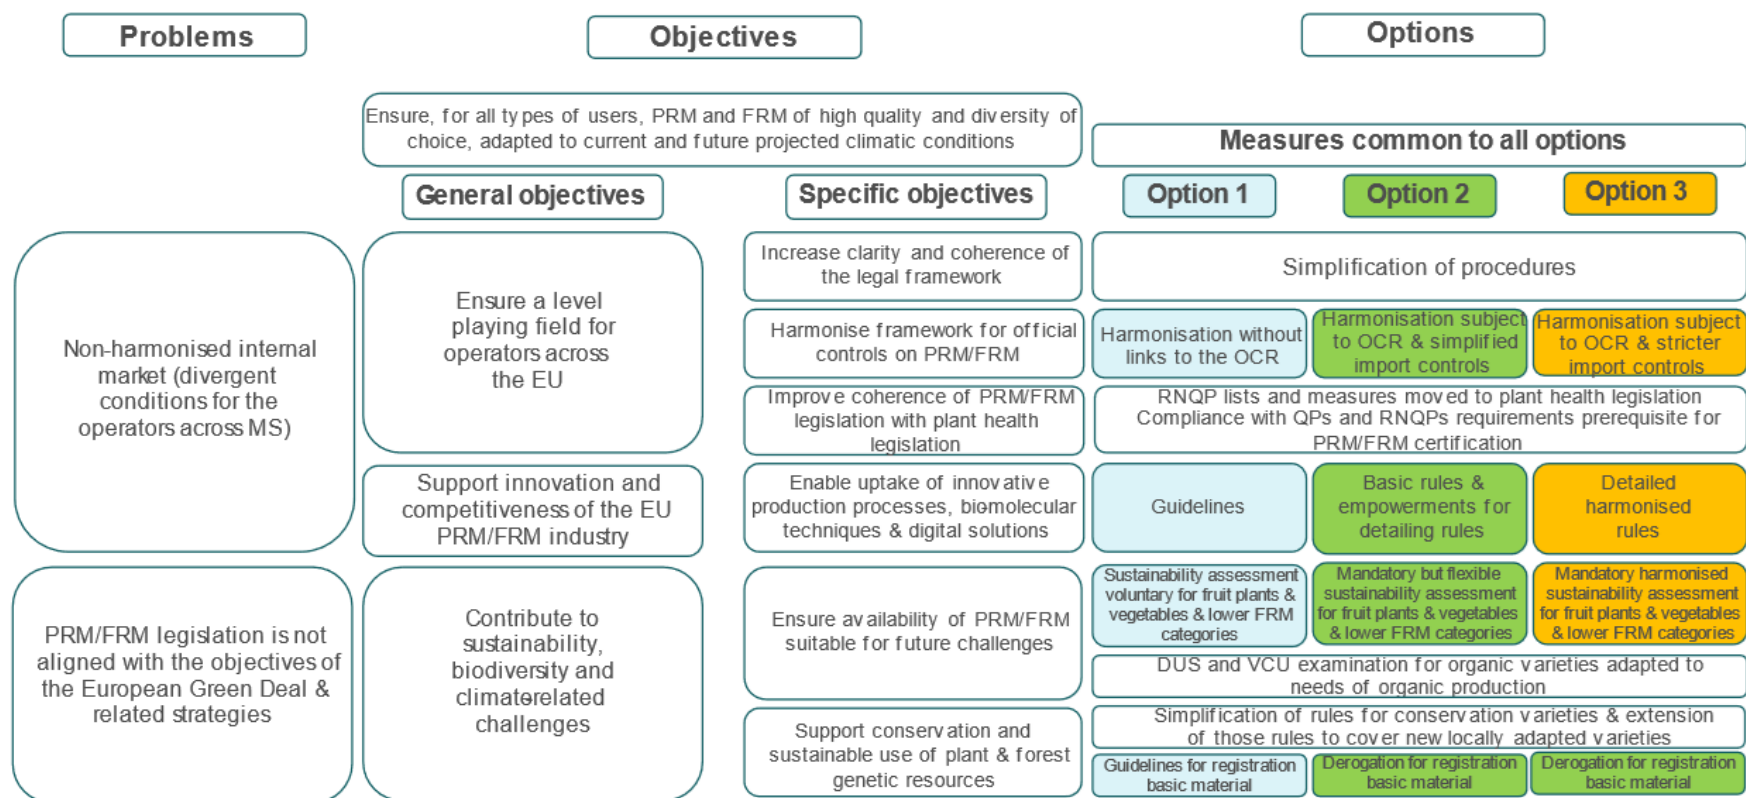 Problems
Objectives
Options
Ensure, for all types of users, PRM and FRM of high quality and diversity of
choice, adapted to current and future projected climatic conditions
Measures common to all options
General objectives
Specific objectives
Option 1
Option 2
Option 3
Non-harmonised internal
market (divergent
conditions for the
operators across MS)
Ensure a level
playing field for
operators across
the EU
Increase clarity and coherence of
the legal framework
Simplification of procedures
Harmonise framework for official
controls on PRM/FRM
Harmonisation without
links to the OCR
Harmonisation subject
to OCR & simplified
import controls
Harmonisation subject
to OCR & stricter
import controls
Improve coherence of PRM/FRM
legislation with plant health
legislation
RNQP lists and measures moved to plant health legislation
Compliance with QPs and RNQPs requirements prerequisite for
PRM/FRM certification
Support innovation and
competitiveness of the EU
PRM/FRM industry
Enable uptake of innovative
production processes, bio-molecular
techniques & digital solutions
Guidelines
Basic rules &
empowerments for
detailing rules
Detailed
harmonised
rules
PRM/FRM legislation is not
aligned with the objectives of
the European Green Deal &
related strategies
Contribute to
sustainability,
biodiversity and
climate-related
challenges
Ensure availability of PRM/FRM
suitable for future challenges
Sustainability assessment
voluntary for fruit plants &
vegetables & lower FRM
categories
Mandatory but flexible
sustainability assessment
for fruit plants & vegetables
& lower FRM categories
Mandatory harmonised
sustainability assessment
for fruit plants & vegetables
& lower FRM categories
DUS and VCU examination for organic varieties adapted to
needs of organic production
Support conservation and
sustainable use of plant & forest
genetic resources
Simplification of rules for conservation varieties & extension
of those rules to cover new locally adapted varieties
Guidelines for registration
basic material
Derogation for registration
basic material
Derogation for registration
basic material